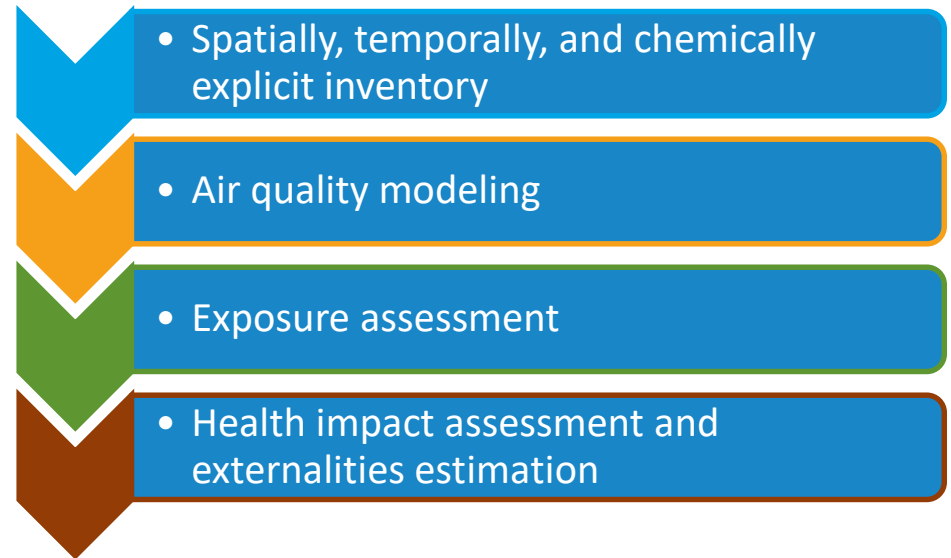 • Spatially, temporally, and chemically
explicit inventory
• Air quality modeling
• Exposure assessment
• Health impact assessment and
externalities estimation